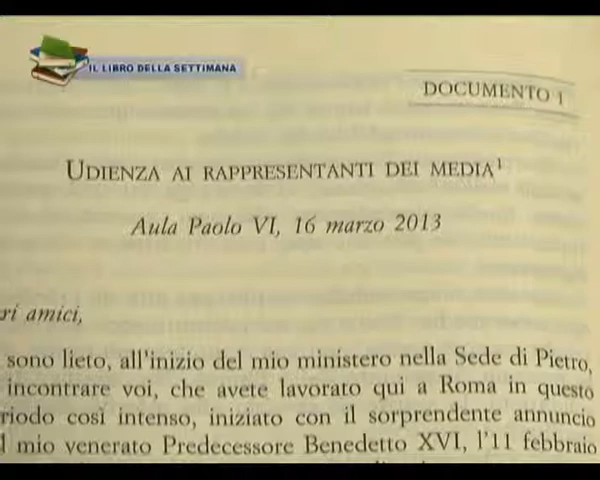 IL LIBRO DELLA SETTIMANA
DOCUMENTO 1
UDIENZA AI RAPPRESENTANTI DEI MEDIA¹
Aula Paolo VI, 16 marzo 2013
ri amici,
sono lieto, all'inizio del mio ministero nella Sede di Pietro,
incontrare voi, che avete lavorato qui a Roma in questo
riodo così intenso, iniziato con il sorprendente annuncio
l mio venerato Predecessore Benedetto XVI, l'11 febbraio